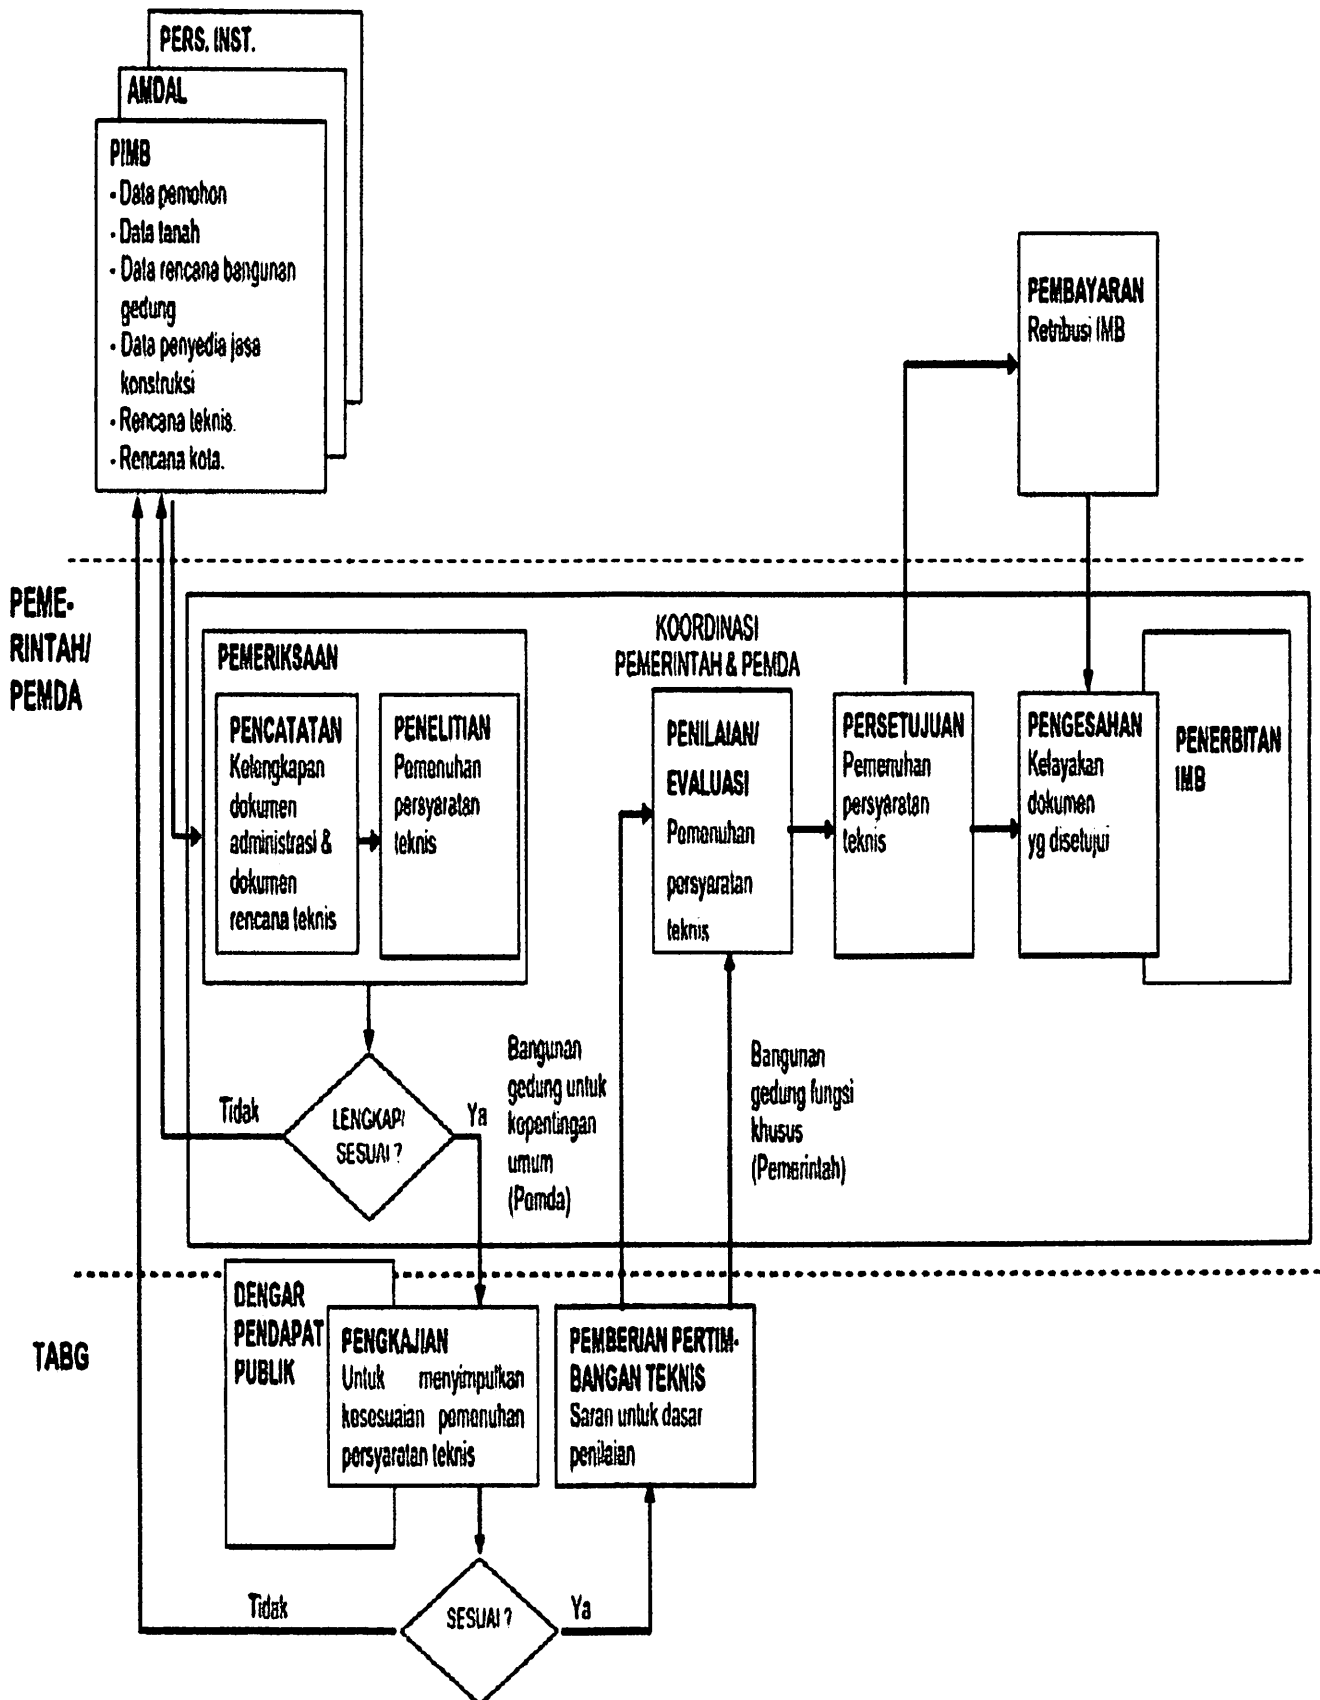 PERS. INST.
AMDAL
PIMB
- Data pemohon
- Data tanah
- Data rencana bangunan
gedung
- Data penyedia jasa
konstruksi
- Rencana teknis.
- Rencana kota.
PEMBAYARAN
Retribusi IMB
PEME-
RINTAH/
PEMDA
PEMERIKSAAN
PENCATATAN
Kelengkapan
dokumen
administrasi &
dokumen
rencana teknis
PENELITIAN
Pemenuhan
persyaratan
teknis
KOORDINASI
PEMERINTAH & PEMDA
PENILAIAN/
EVALUASI
Pemenuhan
persyaratan
teknis
PERSETUJUAN
Pemenuhan
persyaratan
teknis
PENGESAHAN
Kelayakan
dokumen
yg disetujui
PENERBITAN
IMB
Tidak
LENGKAP/
SESUAI ?
Ya
Bangunan
gedung untuk
kepentingan
umum
(Pemda)
Bangunan
gedung fungsi
khusus
(Pemerintah)
TABG
DENGAR
PENDAPAT
PUBLIK
PENGKAJIAN
Untuk menyimpulkan
kesesuaian pemenuhan
persyaratan teknis
PEMBERIAN PERTIM-
BANGAN TEKNIS
Saran untuk dasar
penilaian
Tidak
SESUAI ?
Ya